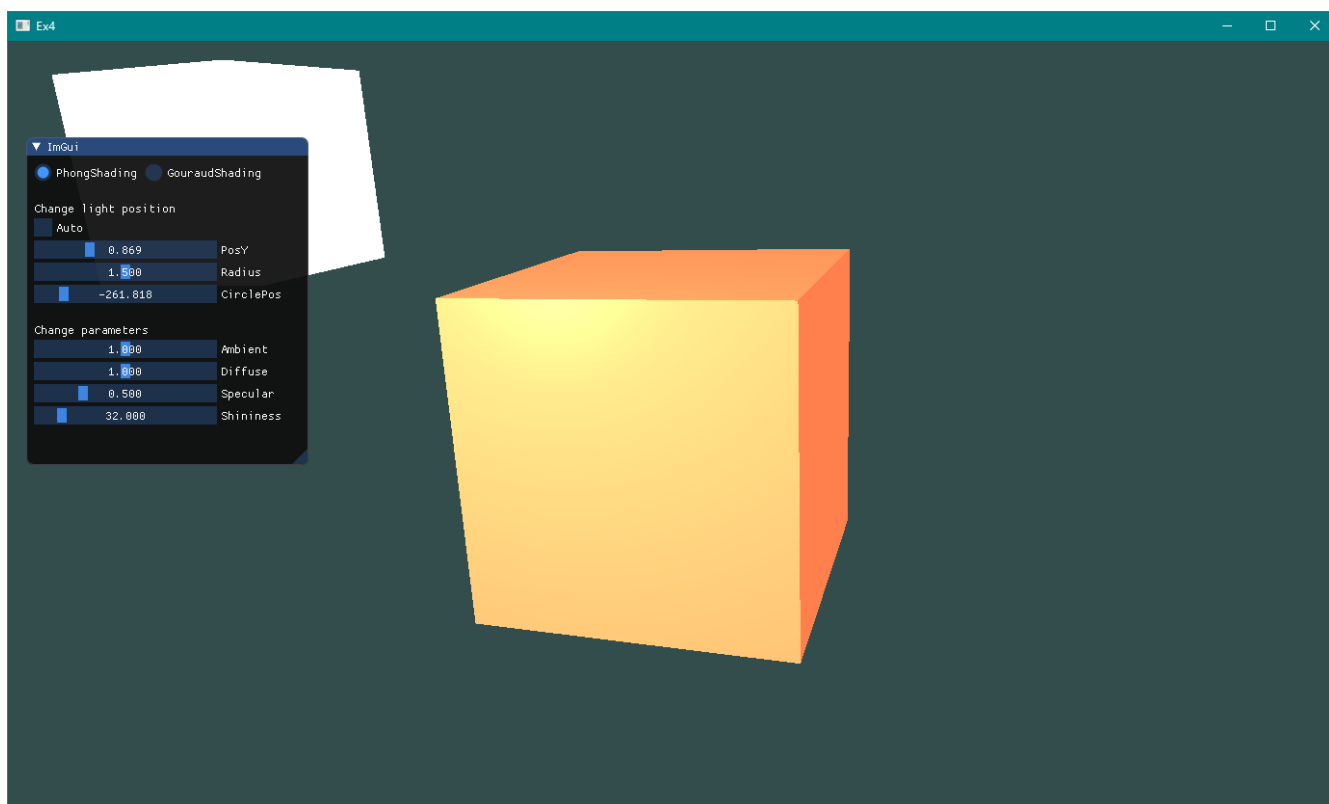 Ex4
ImGui
PhongShading GouraudShading
Change light position
Auto
0.869 PosY
1.500 Radius
-261.818 CirclePos
Change parameters
1.000 Ambient
1.000 Diffuse
0.500 Specular
32.000 Shininess